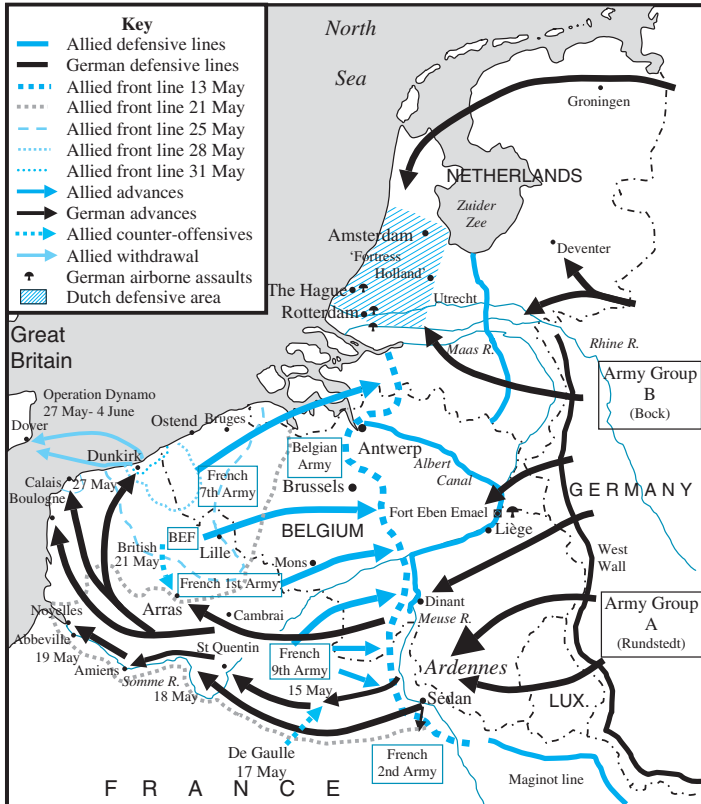 Key
Allied defensive lines
German defensive lines
Allied front line 13 May
Allied front line 21 May
Allied front line 25 May
Allied front line 28 May
Allied front line 31 May
Allied advances
German advances
Allied counter-offensives
Allied withdrawal
German airborne assaults
Dutch defensive area
North
Sea
Groningen
NETHERLANDS
Zuider
Zee
Amsterdam
'Fortress
Holland'
Deventer
The Hague
Utrecht
Rotterdam
Great
Britain
Maas R.
Rhine R.
Army Group
B
(Bock)
Operation Dynamo
27 May- 4 June
Dover
Ostend
Bruges
Dunkirk
Antwerp
Belgian
Army
Albert
Canal
Calais
27 May
Boulogne
French
7th Army
Brussels
GERMANY
Fort Eben Emael
BEF
BELGIUM
Liège
British
21 May
Lille
Mons
West
Wall
French 1st Army
Arras
Cambrai
Dinant
Meuse R.
Army Group
A
(Rundstedt)
Noyelles
Abbeville
19 May
St Quentin
French
9th Army
Ardennes
Amiens
Somme R.
18 May
15 May
Sédan
LUX.
De Gaulle
17 May
French
2nd Army
Maginot line
FRANCE